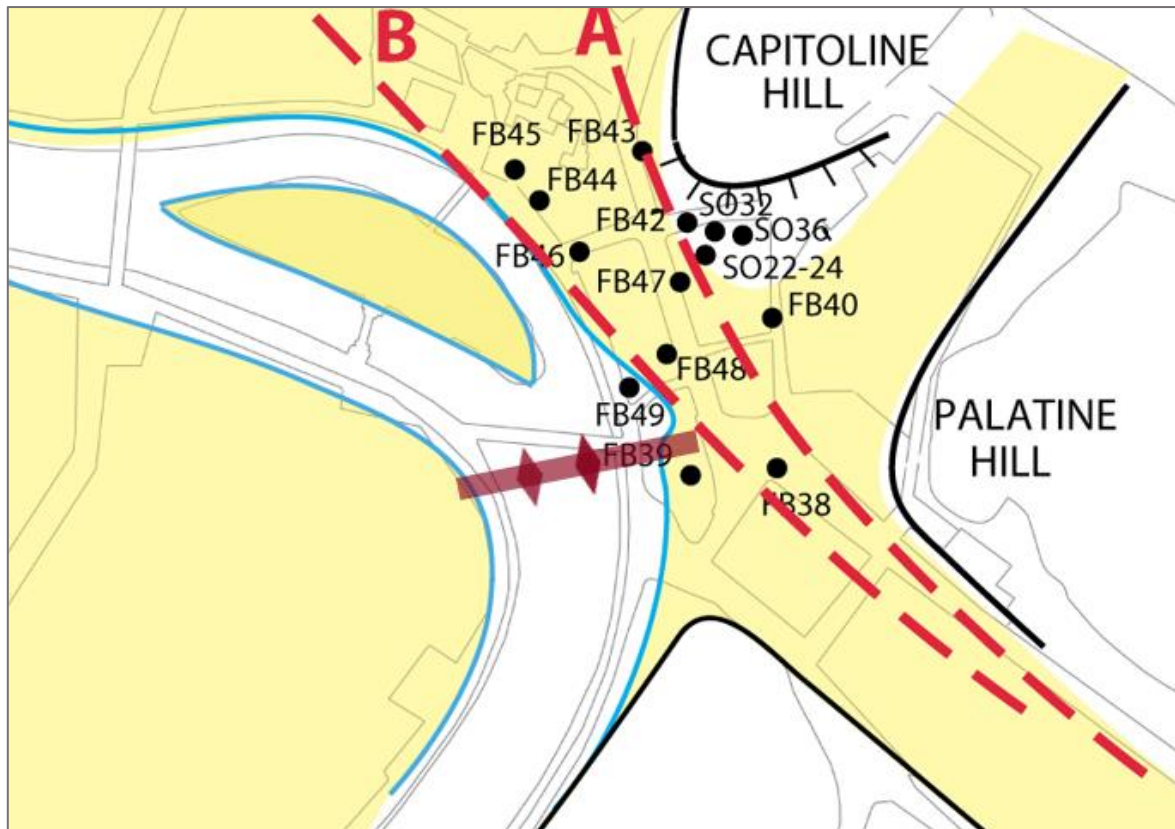 B
A
CAPITOLINE
HILL
FB45
FB43
FB44
FB42
SO32
SO36
FB46
SO22-24
FB47
FB40
FB48
FB49
PALATINE
HILL
FB39
FB38